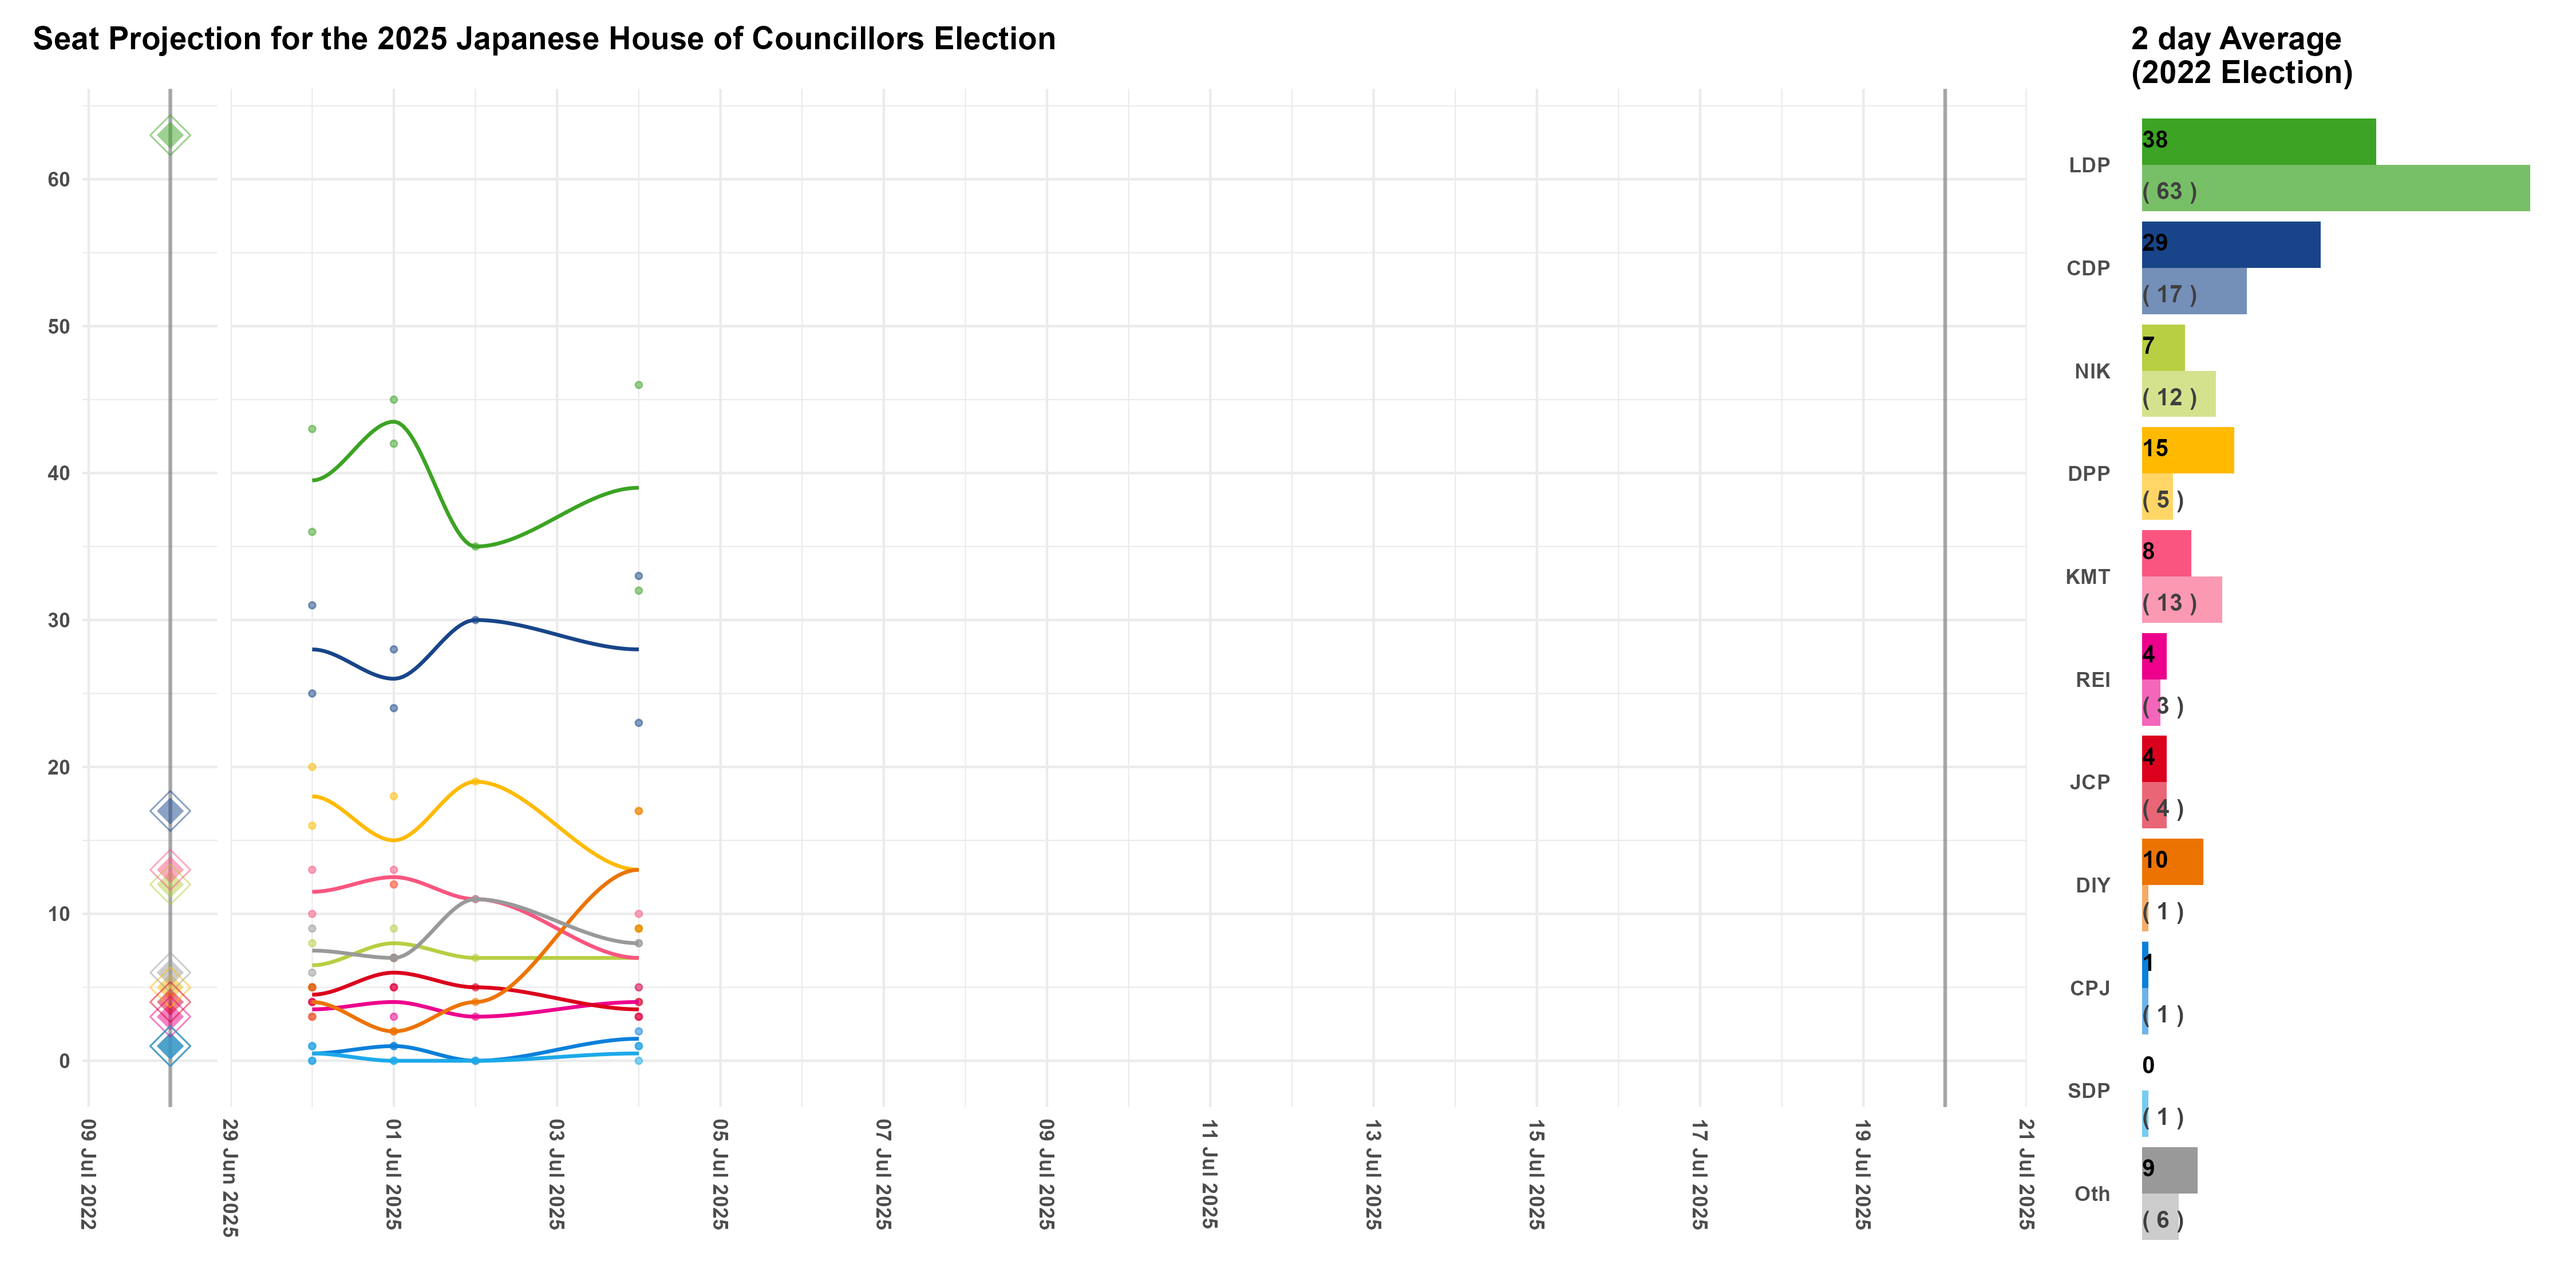 Seat Projection for the 2025 Japanese House of Councillors Election
60
50
40
30
20
10
0
09 Jul 2022
29 Jun 2025
01 Jul 2025
03 Jul 2025
05 Jul 2025
07 Jul 2025
09 Jul 2025
11 Jul 2025
13 Jul 2025
15 Jul 2025
17 Jul 2025
19 Jul 2025
21 Jul 2025
2 day Average
(2022 Election)
LDP
38
( 63 )
CDP
29
( 17 )
NIK
7
( 12 )
DPP
15
( 5 )
KMT
8
( 13 )
REI
4
( 3 )
JCP
4
( 4 )
DIY
10
( 1 )
CPJ
1
( 1 )
SDP
0
( 1 )
Oth
9
( 6 )